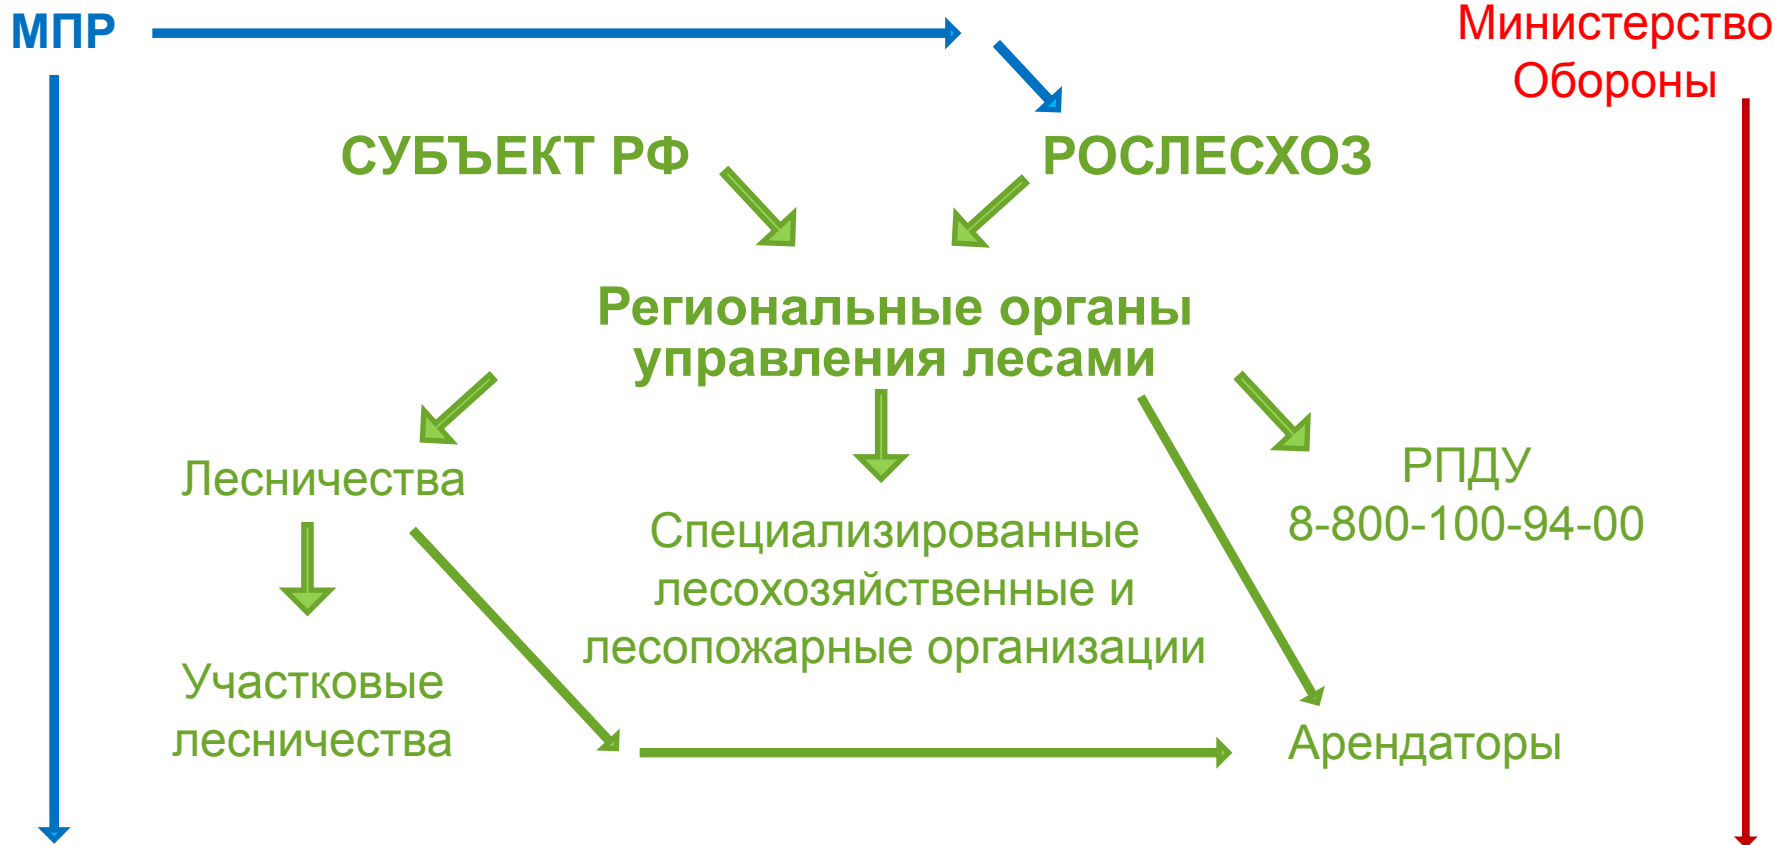 МПР
Министерство
Обороны
СУБЪЕКТ РФ
РОСЛЕСХОЗ
Региональные органы
управления лесами
Лесничества
РПДУ
8-800-100-94-00
Специализированные
лесохозяйственные и
лесопожарные организации
Участковые
лесничества
Арендаторы